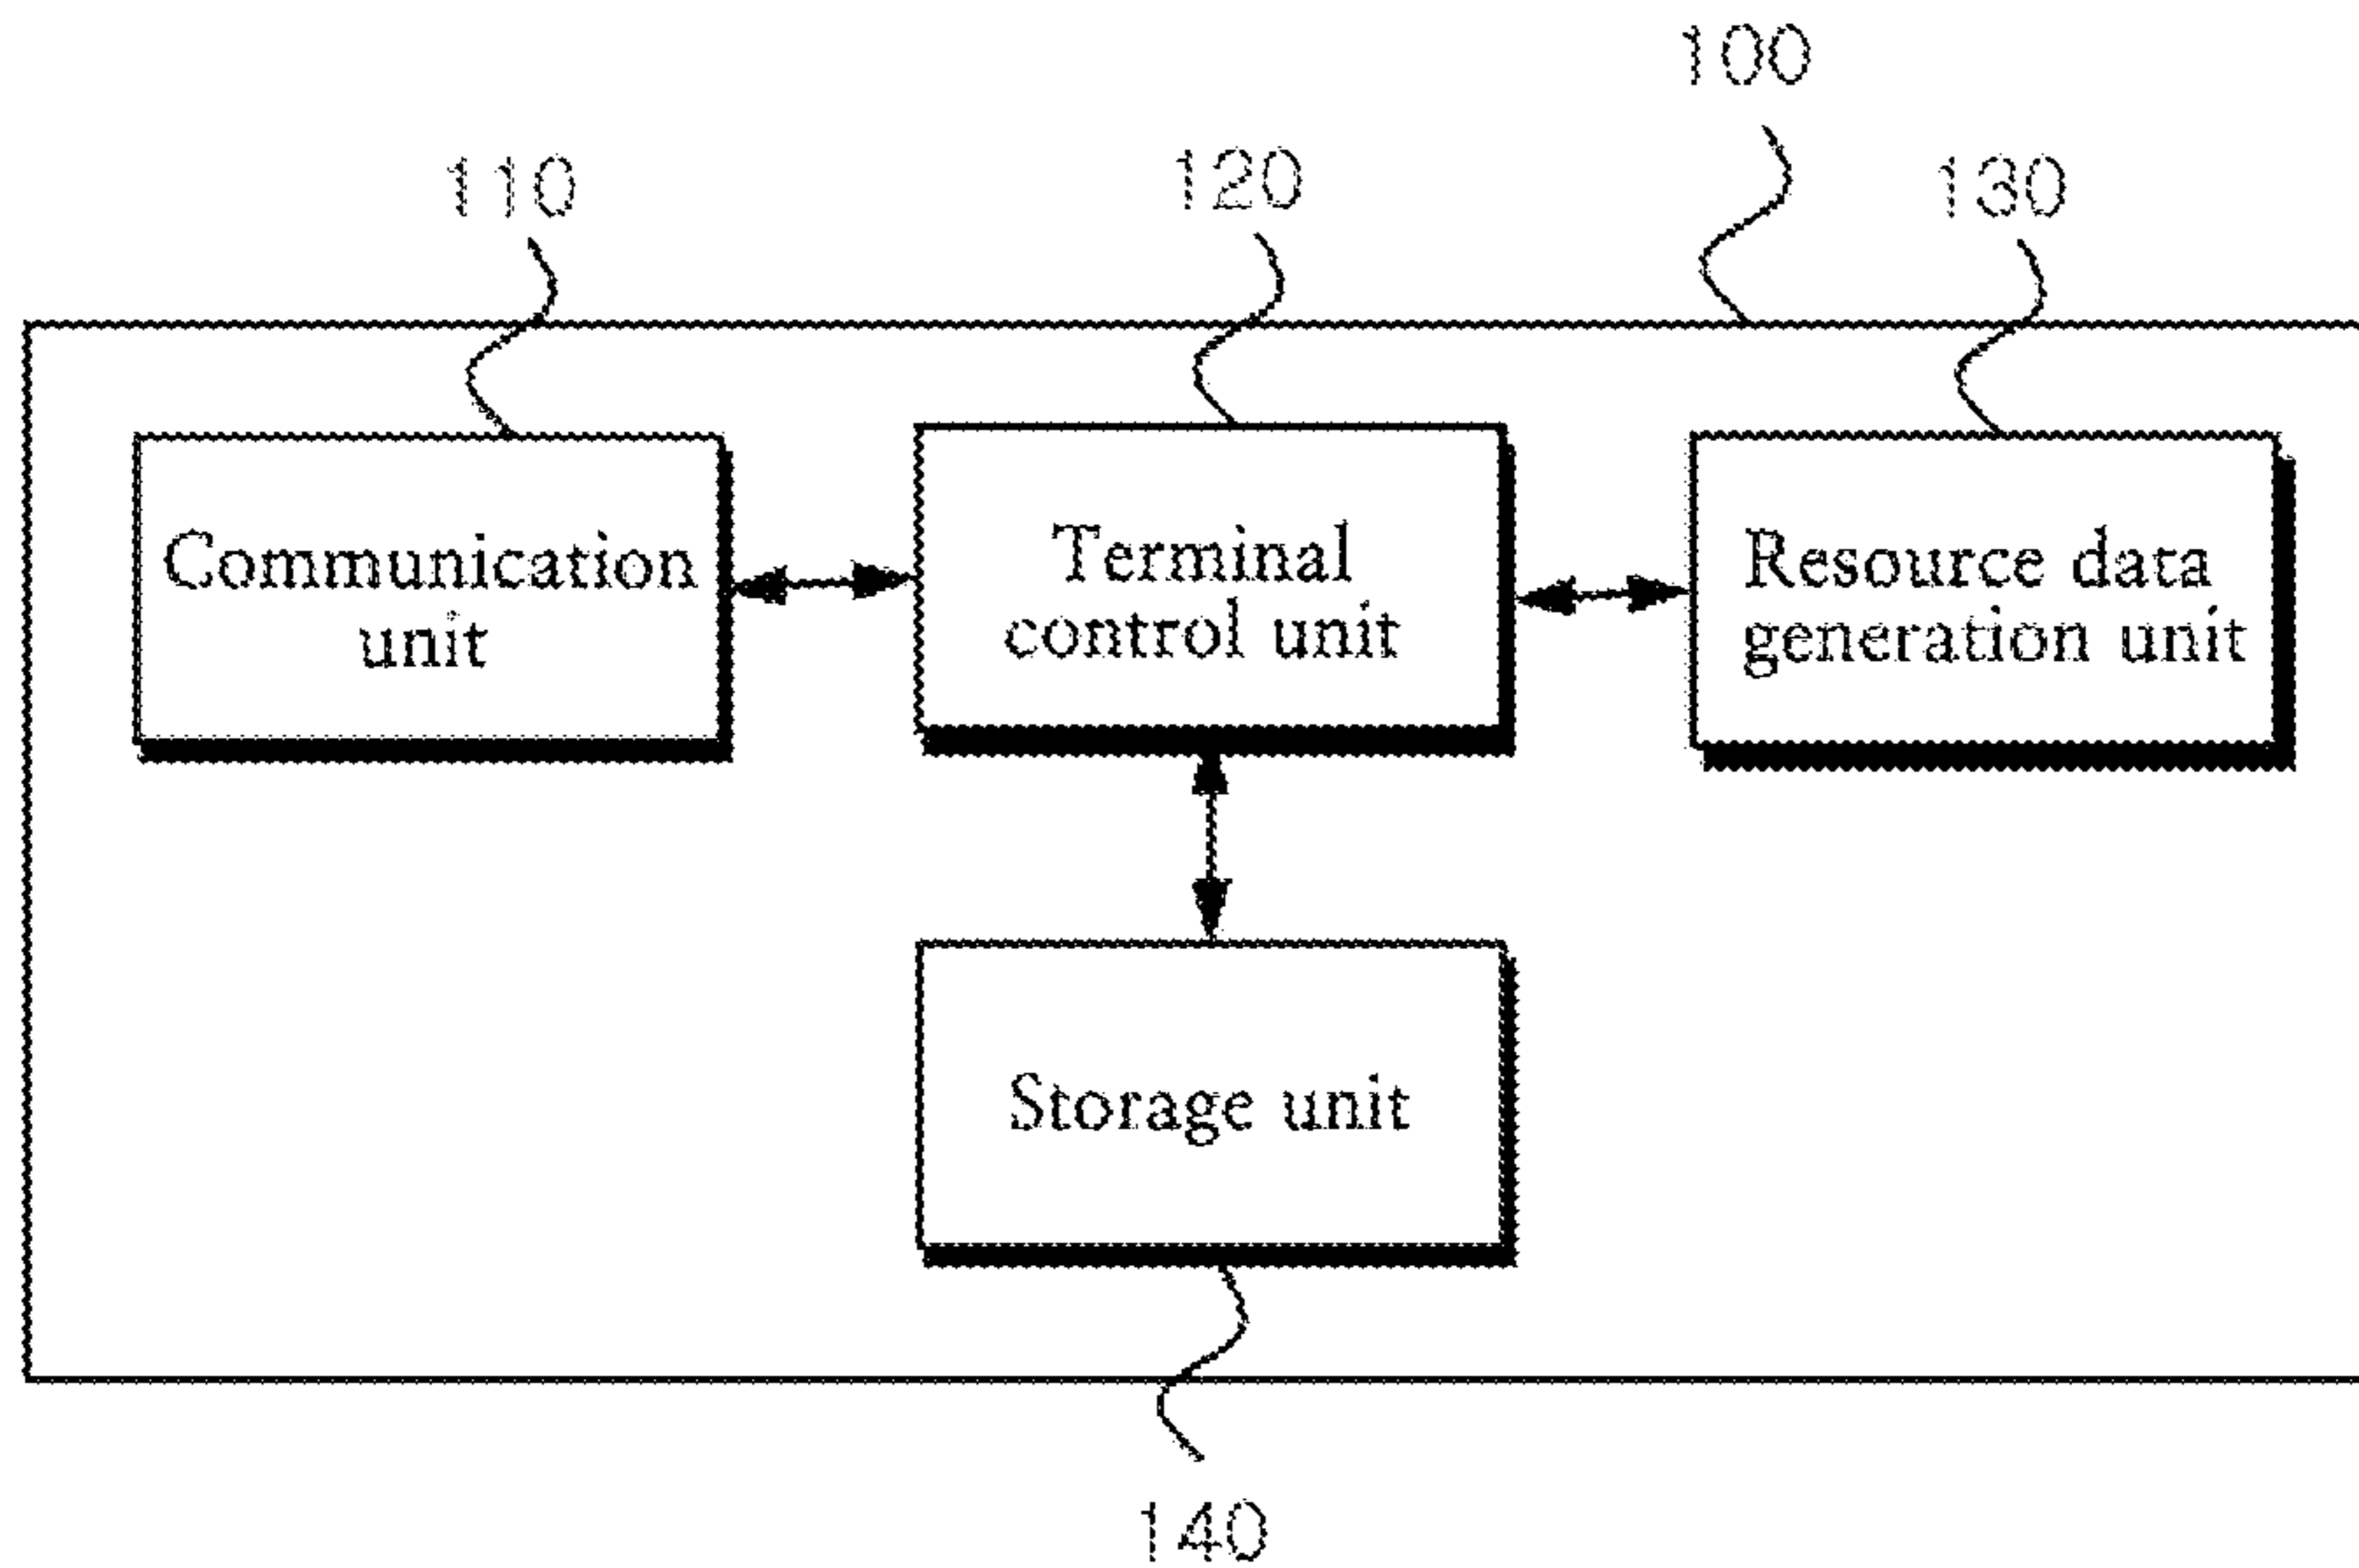 100
110
120
130
Communication
unit
Terminal
control unit
Resource data
generation unit
Storage unit
140